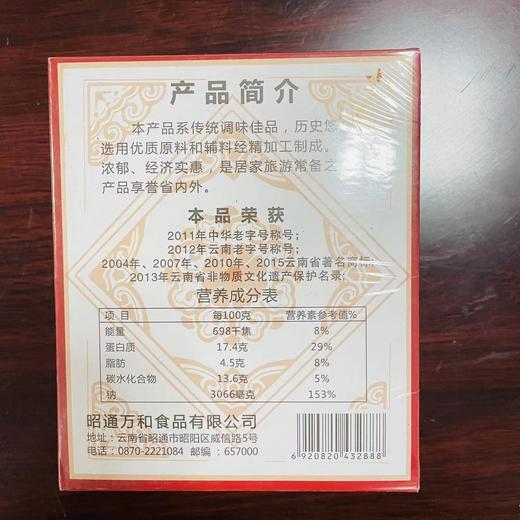 产品简介
本产品系传统调味佳品，历史悠
选用优质原料和辅料经精加工制成。
浓郁、经济实惠，是居家旅游常备之
产品享誉省内外。
本品荣获
2011年中华老字号称号；
2012年云南老字号称号；
2004年、2007年、2010年、2015云南省著名商标；
2013年云南省非物质文化遗产保护名录；
营养成分表
项目 每100克 营养素参考值%
能量 698千焦 8%
蛋白质 17.4克 29%
脂肪 4.5克 8%
碳水化合物 13.6克 5%
钠 3066毫克 153%
昭通万和食品有限公司
地址：云南省昭通市昭阳区威信路5号
电话：0870-2221084 邮编：657000
6 920820 432888